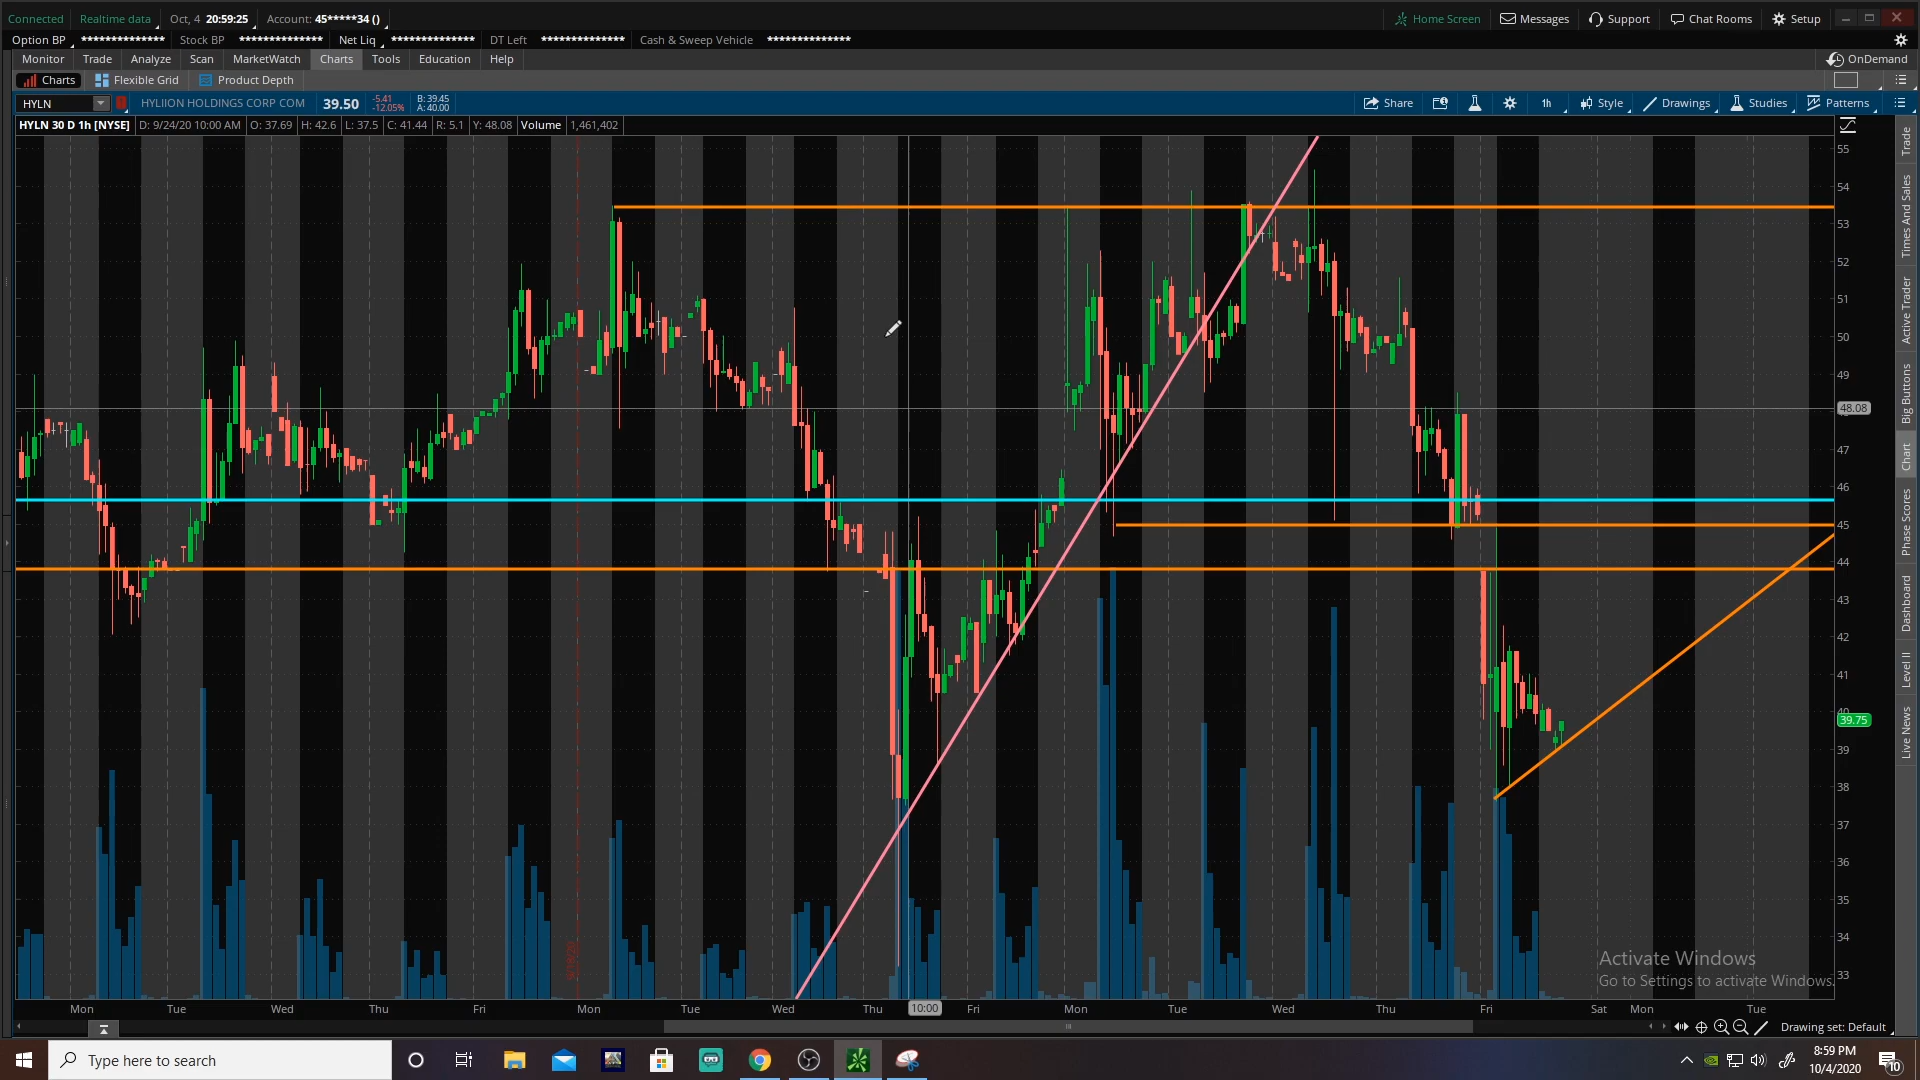 Connected Realtime data Oct, 4 20:59:25 Account: 45*****34 () Home Screen Messages Support Chat Rooms Setup
Option BP ************** Stock BP ************** Net Liq ************** DT Left ************** Cash & Sweep Vehicle **************
Monitor Trade Analyze Scan MarketWatch Charts Tools Education Help OnDemand
Charts Flexible Grid Product Depth
HYLN HYLIION HOLDINGS CORP COM 39.50 -5.41 -12.05% B: 39.45 A: 40.00 Share 1h Style Drawings Studies Patterns
HYLN 30 D 1h [NYSE] D: 9/24/20 10:00 AM O: 37.69 H: 42.6 L: 37.5 C: 41.44 R: 5.1 Y: 48.08 Volume 1,461,402
55
54
53
52
51
50
49
48.08
47
46
45
44
43
42
41
40
39.75
39
38
37
36
35
34
33
Trade
Times And Sales
Active Trader
Big Buttons
Chart
Phase Scores
Dashboard
Level II
Live News
Activate Windows
Go to Settings to activate Windows.
Mon Tue Wed Thu Fri Mon Tue Wed Thu 10:00 Fri Mon Tue Wed Thu Fri Sat Mon Tue
Drawing set: Default
Type here to search
8:59 PM
10/4/2020
10